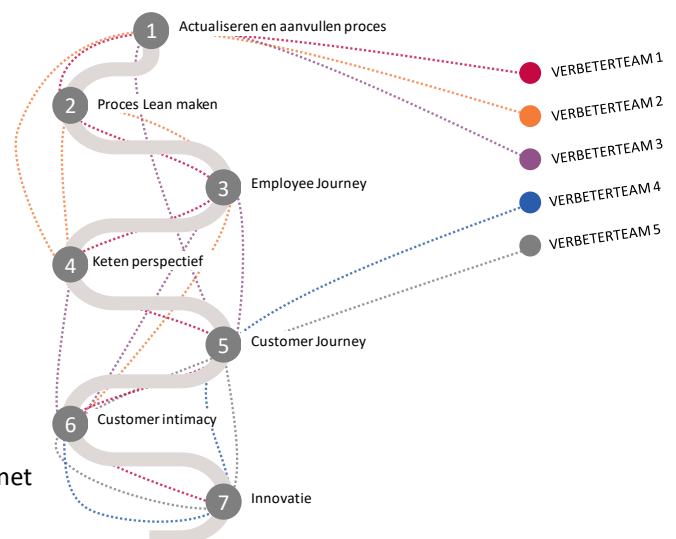 1 Actualiseren en aanvullen proces
VERBETERTEAM 1
2 Proces Lean maken
VERBETERTEAM 2
VERBETERTEAM 3
3 Employee Journey
VERBETERTEAM 4
VERBETERTEAM 5
4 Keten perspectief
5 Customer Journey
6 Customer intimacy
net
7 Innovatie